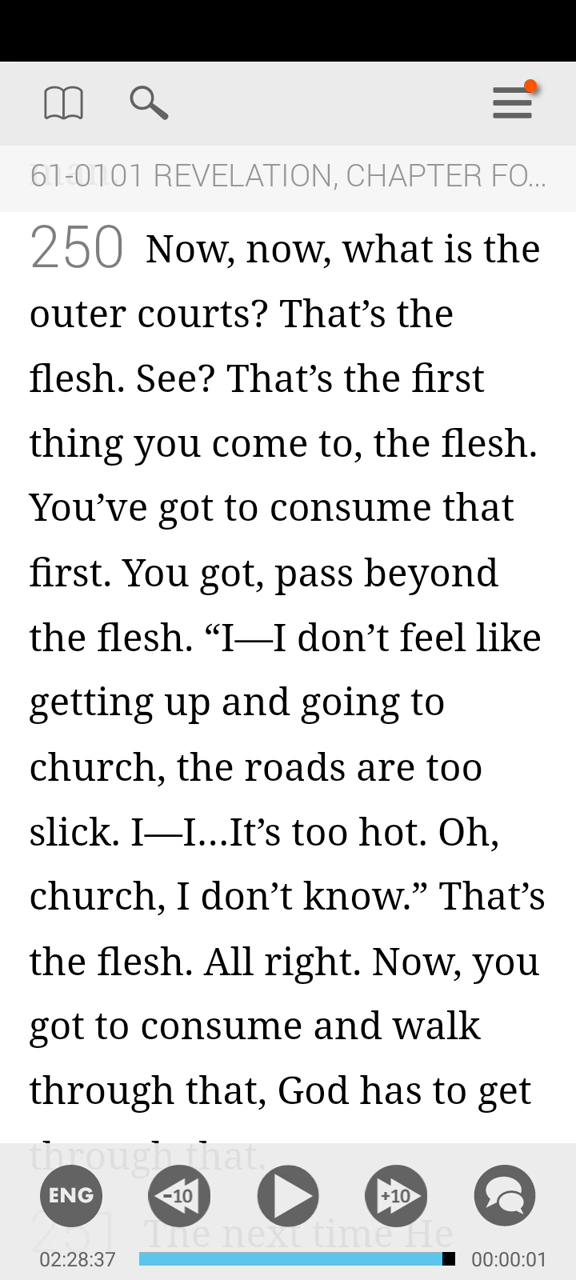 61-0101 REVELATION, CHAPTER FO...
250 Now, now, what is the
outer courts? That’s the
flesh. See? That’s the first
thing you come to, the flesh.
You’ve got to consume that
first. You got, pass beyond
the flesh. “I—I don’t feel like
getting up and going to
church, the roads are too
slick. I—I...It’s too hot. Oh,
church, I don’t know.” That’s
the flesh. All right. Now, you
got to consume and walk
through that, God has to get
through that.
ENG
-10
+10
251 The next time He
02:28:37
00:00:01